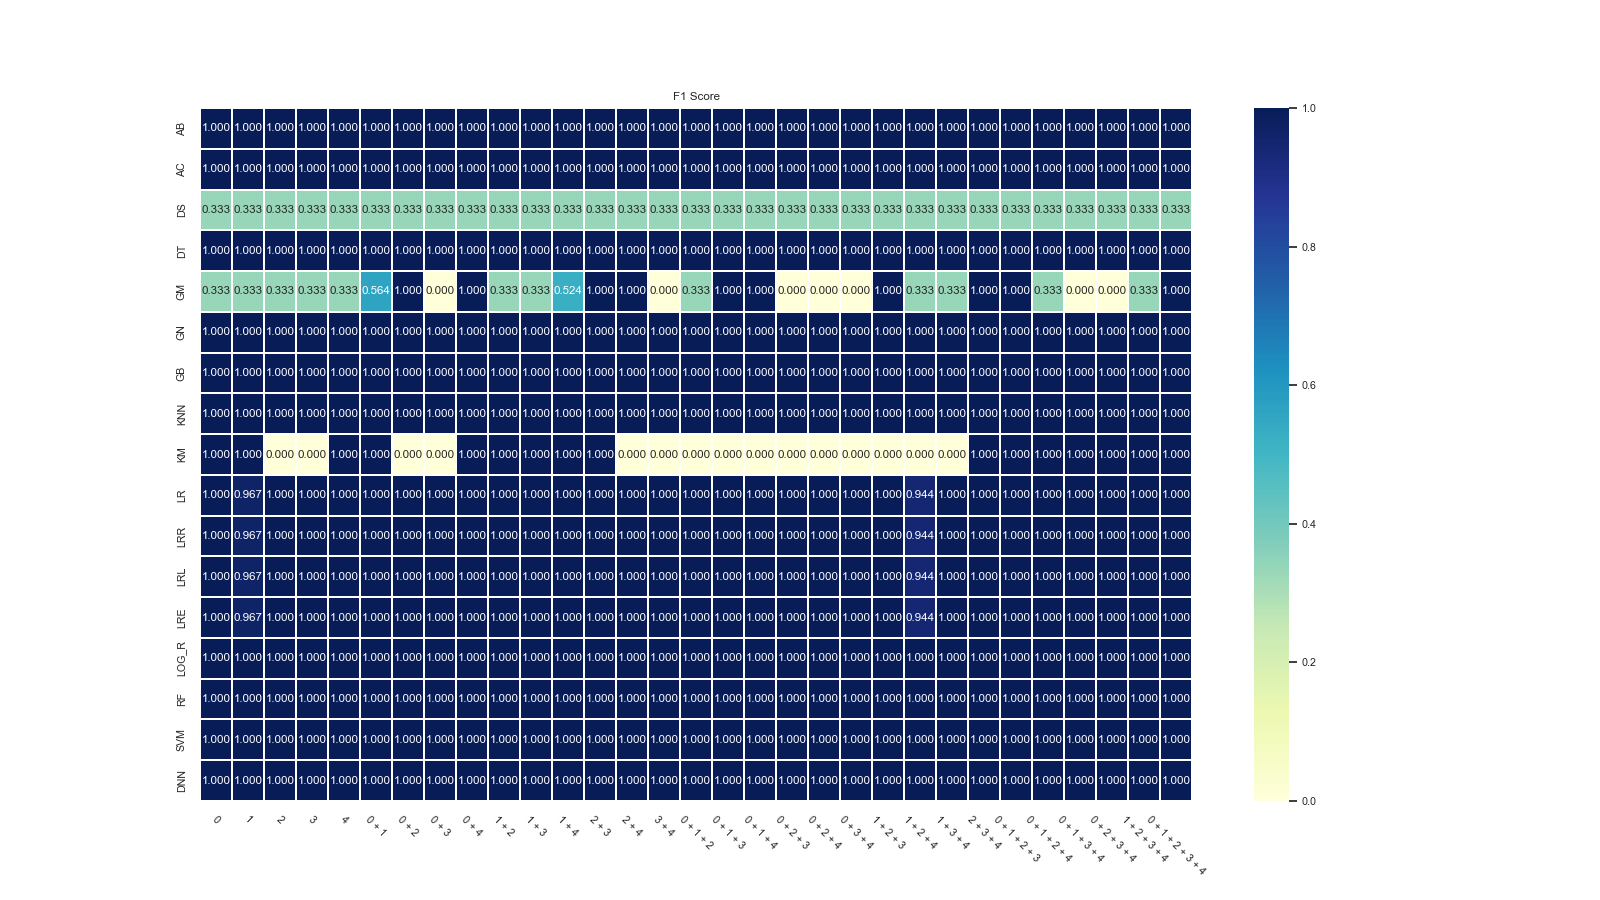 F1 Score
AB 1.000 1.000 1.000 1.000 1.000 1.000 1.000 1.000 1.000 1.000 1.000 1.000 1.000 1.000 1.000 1.000 1.000 1.000 1.000 1.000 1.000 1.000 1.000 1.000 1.000 1.000 1.000 1.000 1.000 1.000 1.000 1.0
AC 1.000 1.000 1.000 1.000 1.000 1.000 1.000 1.000 1.000 1.000 1.000 1.000 1.000 1.000 1.000 1.000 1.000 1.000 1.000 1.000 1.000 1.000 1.000 1.000 1.000 1.000 1.000 1.000 1.000 1.000 1.000
DS 0.333 0.333 0.333 0.333 0.333 0.333 0.333 0.333 0.333 0.333 0.333 0.333 0.333 0.333 0.333 0.333 0.333 0.333 0.333 0.333 0.333 0.333 0.333 0.333 0.333 0.333 0.333 0.333 0.333 0.333 0.333
DT 1.000 1.000 1.000 1.000 1.000 1.000 1.000 1.000 1.000 1.000 1.000 1.000 1.000 1.000 1.000 1.000 1.000 1.000 1.000 1.000 1.000 1.000 1.000 1.000 1.000 1.000 1.000 1.000 1.000 1.000 1.000 0.8
GM 0.333 0.333 0.333 0.333 0.333 0.564 1.000 0.000 1.000 0.333 0.333 0.524 1.000 1.000 0.000 0.333 1.000 1.000 0.000 0.000 0.000 1.000 0.333 0.333 1.000 1.000 0.333 0.000 0.000 0.333 1.000
GN 1.000 1.000 1.000 1.000 1.000 1.000 1.000 1.000 1.000 1.000 1.000 1.000 1.000 1.000 1.000 1.000 1.000 1.000 1.000 1.000 1.000 1.000 1.000 1.000 1.000 1.000 1.000 1.000 1.000 1.000 1.000
GB 1.000 1.000 1.000 1.000 1.000 1.000 1.000 1.000 1.000 1.000 1.000 1.000 1.000 1.000 1.000 1.000 1.000 1.000 1.000 1.000 1.000 1.000 1.000 1.000 1.000 1.000 1.000 1.000 1.000 1.000 1.000 0.6
KNN 1.000 1.000 1.000 1.000 1.000 1.000 1.000 1.000 1.000 1.000 1.000 1.000 1.000 1.000 1.000 1.000 1.000 1.000 1.000 1.000 1.000 1.000 1.000 1.000 1.000 1.000 1.000 1.000 1.000 1.000 1.000
KM 1.000 1.000 0.000 0.000 1.000 1.000 0.000 0.000 1.000 1.000 1.000 1.000 1.000 0.000 0.000 0.000 0.000 0.000 0.000 0.000 0.000 0.000 0.000 0.000 1.000 1.000 1.000 1.000 1.000 1.000 1.000
LR 1.000 0.967 1.000 1.000 1.000 1.000 1.000 1.000 1.000 1.000 1.000 1.000 1.000 1.000 1.000 1.000 1.000 1.000 1.000 1.000 1.000 1.000 0.944 1.000 1.000 1.000 1.000 1.000 1.000 1.000 1.000
LRR 1.000 0.967 1.000 1.000 1.000 1.000 1.000 1.000 1.000 1.000 1.000 1.000 1.000 1.000 1.000 1.000 1.000 1.000 1.000 1.000 1.000 1.000 0.944 1.000 1.000 1.000 1.000 1.000 1.000 1.000 1.000 0.4
LRL 1.000 0.967 1.000 1.000 1.000 1.000 1.000 1.000 1.000 1.000 1.000 1.000 1.000 1.000 1.000 1.000 1.000 1.000 1.000 1.000 1.000 1.000 0.944 1.000 1.000 1.000 1.000 1.000 1.000 1.000 1.000
LRE 1.000 0.967 1.000 1.000 1.000 1.000 1.000 1.000 1.000 1.000 1.000 1.000 1.000 1.000 1.000 1.000 1.000 1.000 1.000 1.000 1.000 1.000 0.944 1.000 1.000 1.000 1.000 1.000 1.000 1.000 1.000
LOG_R 1.000 1.000 1.000 1.000 1.000 1.000 1.000 1.000 1.000 1.000 1.000 1.000 1.000 1.000 1.000 1.000 1.000 1.000 1.000 1.000 1.000 1.000 1.000 1.000 1.000 1.000 1.000 1.000 1.000 1.000 1.000 0.2
RF 1.000 1.000 1.000 1.000 1.000 1.000 1.000 1.000 1.000 1.000 1.000 1.000 1.000 1.000 1.000 1.000 1.000 1.000 1.000 1.000 1.000 1.000 1.000 1.000 1.000 1.000 1.000 1.000 1.000 1.000 1.000
SVM 1.000 1.000 1.000 1.000 1.000 1.000 1.000 1.000 1.000 1.000 1.000 1.000 1.000 1.000 1.000 1.000 1.000 1.000 1.000 1.000 1.000 1.000 1.000 1.000 1.000 1.000 1.000 1.000 1.000 1.000 1.000
DNN 1.000 1.000 1.000 1.000 1.000 1.000 1.000 1.000 1.000 1.000 1.000 1.000 1.000 1.000 1.000 1.000 1.000 1.000 1.000 1.000 1.000 1.000 1.000 1.000 1.000 1.000 1.000 1.000 1.000 1.000 1.000 0.0
0 1 2 3 4 0 + 1 0 + 2 0 + 3 0 + 4 1 + 2 1 + 3 1 + 4 2 + 3 2 + 4 3 + 4 0 + 1 + 2 0 + 1 + 3 0 + 1 + 4 0 + 2 + 3 0 + 2 + 4 0 + 3 + 4 1 + 2 + 3 1 + 2 + 4 1 + 3 + 4 2 + 3 + 4 0 + 1 + 2 + 3 0 + 1 + 2 + 4 0 + 1 + 3 + 4 0 + 2 + 3 + 4 1 + 2 + 3 + 4 0 + 1 + 2 + 3 + 4